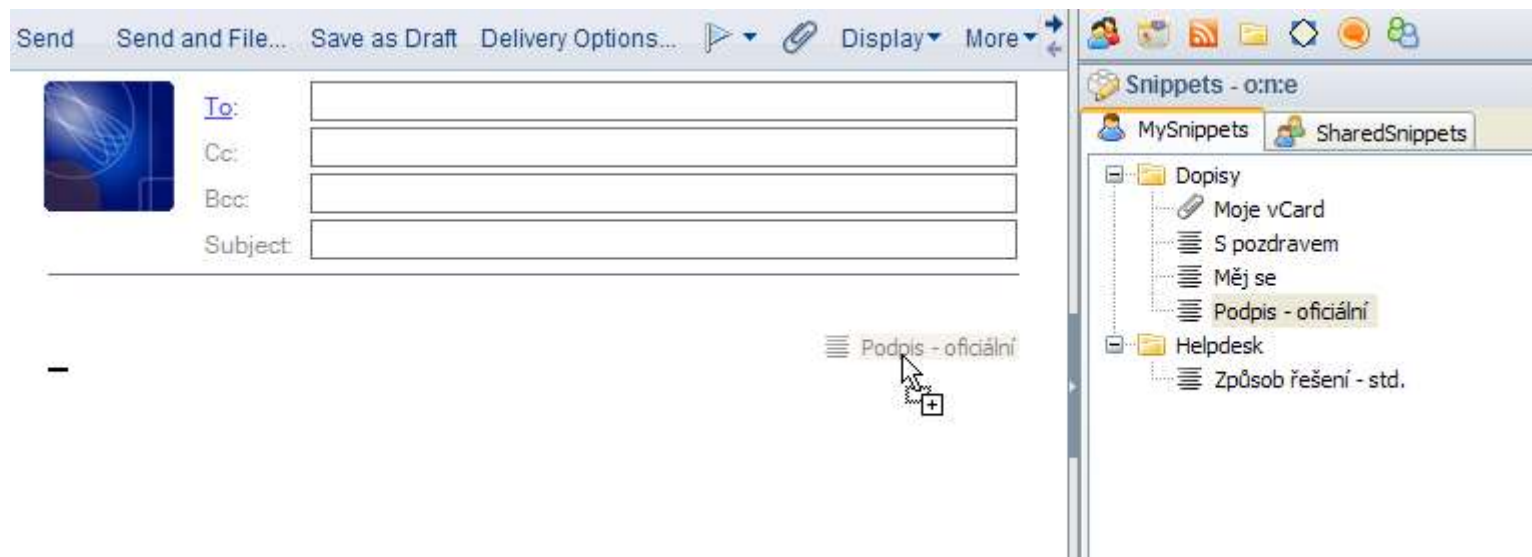 Send Send and File... Save as Draft Delivery Options... Display More
To:
Cc:
Bcc:
Subject:
Podpis - oficiální
Snippets - o:n:e
MySnippets SharedSnippets
Dopisy
Moje vCard
S pozdravem
Měj se
Podpis - oficiální
Helpdesk
Způsob řešení - std.